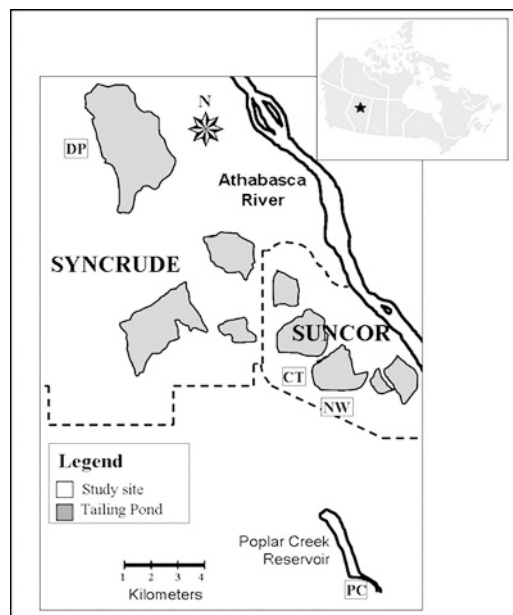 N
DP
Athabasca
River
SYNCRUDE
SUNCOR
CT
NW
Legend
Study site
Tailing Pond
Poplar Creek
Reservoir
PC
1 2 3 4
Kilometers